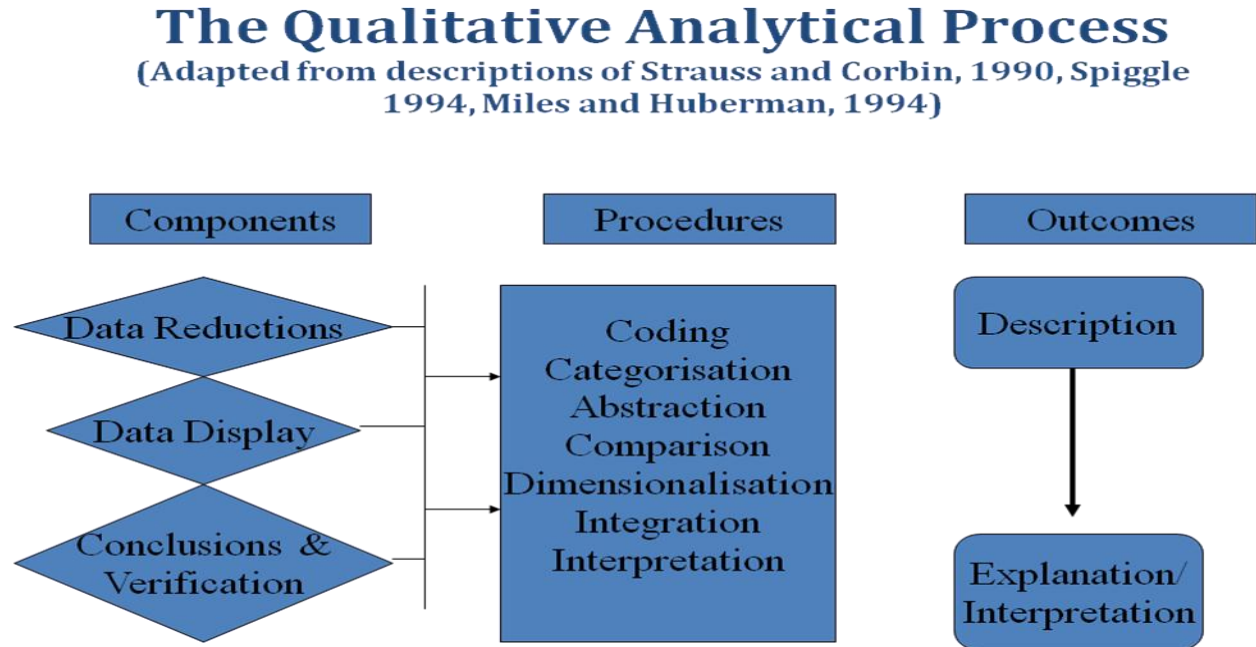 The Qualitative Analytical Process
(Adapted from descriptions of Strauss and Corbin, 1990, Spiggle
1994, Miles and Huberman, 1994)
Components
Procedures
Outcomes
Data Reductions
Data Display
Conclusions &
Verification
Coding
Categorisation
Abstraction
Comparison
Dimensionalisation
Integration
Interpretation
Description
Explanation/
Interpretation